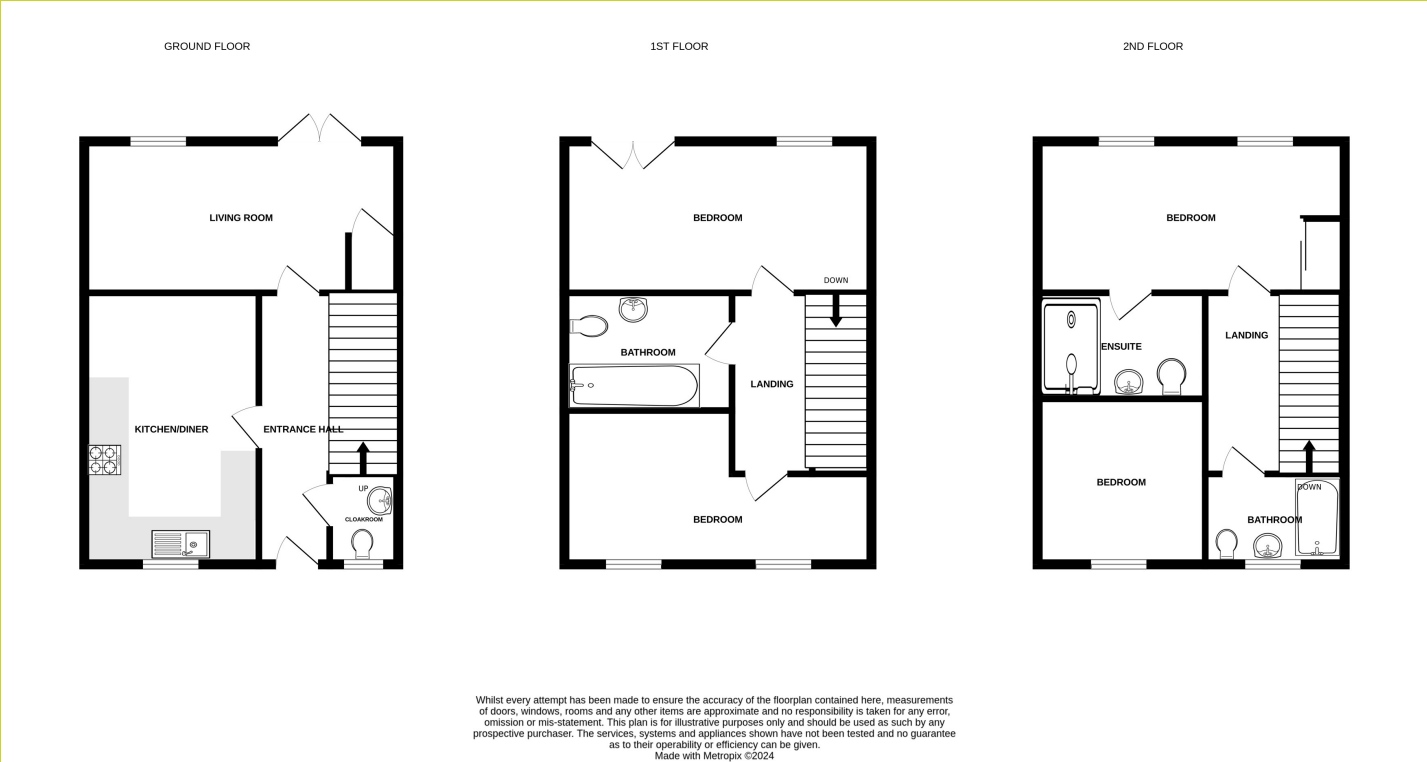 GROUND FLOOR
1ST FLOOR
2ND FLOOR
LIVING ROOM
KITCHEN/DINER
ENTRANCE HALL
UP
CLOAKROOM
BEDROOM
DOWN
BATHROOM
LANDING
BEDROOM
BEDROOM
ENSUITE
LANDING
BEDROOM
DOWN
BATHROOM
Whilst every attempt has been made to ensure the accuracy of the floorplan contained here, measurements
of doors, windows, rooms and any other items are approximate and no responsibility is taken for any error,
omission or mis-statement. This plan is for illustrative purposes only and should be used as such by any
prospective purchaser. The services, systems and appliances shown have not been tested and no guarantee
as to their operability or efficiency can be given.
Made with Metropix ©2024